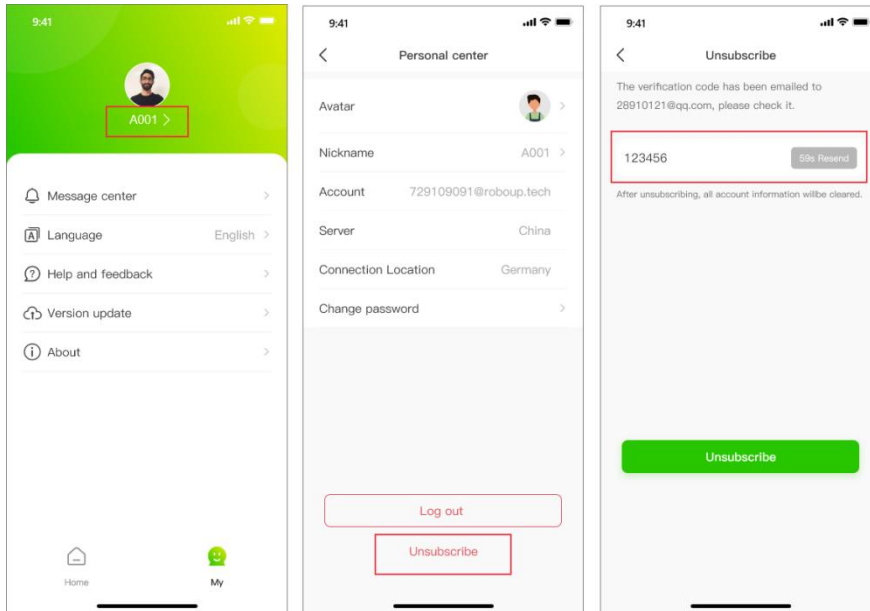 9:41
A001 >
Message center >
Language English >
Help and feedback >
Version update >
About >
Home My
9:41
< Personal center
Avatar >
Nickname A001 >
Account 729109091@roboup.tech
Server China
Connection Location Germany
Change password >
Log out
Unsubscribe
9:41
< Unsubscribe
The verification code has been emailed to
28910121@qq.com, please check it.
123456 59s Resend
After unsubscribing, all account information willbe cleared.
Unsubscribe